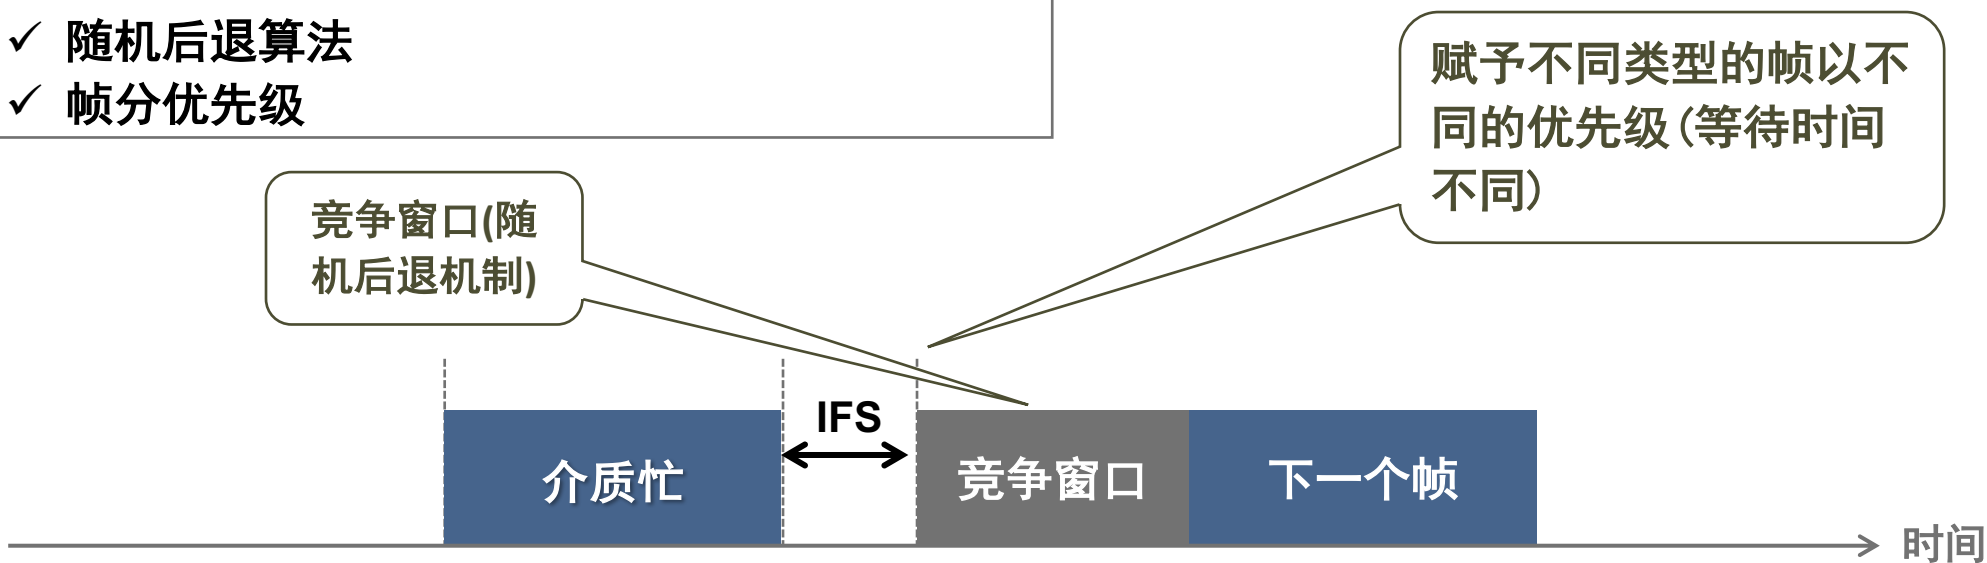 ✓ 随机后退算法
✓ 帧分优先级
赋予不同类型的帧以不
同的优先级(等待时间
不同)
竞争窗口(随
机后退机制)
IFS
介质忙
竞争窗口
下一个帧
时间